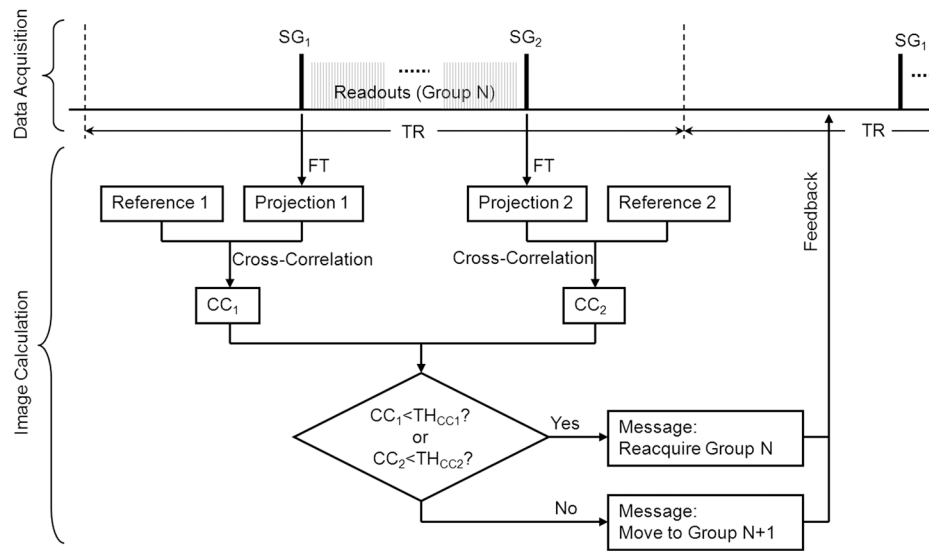 Data Acquisition
SG1
SG2
SG1
Readouts (Group N)
TR
TR
FT
FT
Reference 1
Projection 1
Projection 2
Reference 2
Cross-Correlation
Cross-Correlation
CC1
CC2
Image Calculation
CC1<THCC1?
or
CC2<THCC2?
Yes
Message:
Reacquire Group N
No
Message:
Move to Group N+1
Feedback